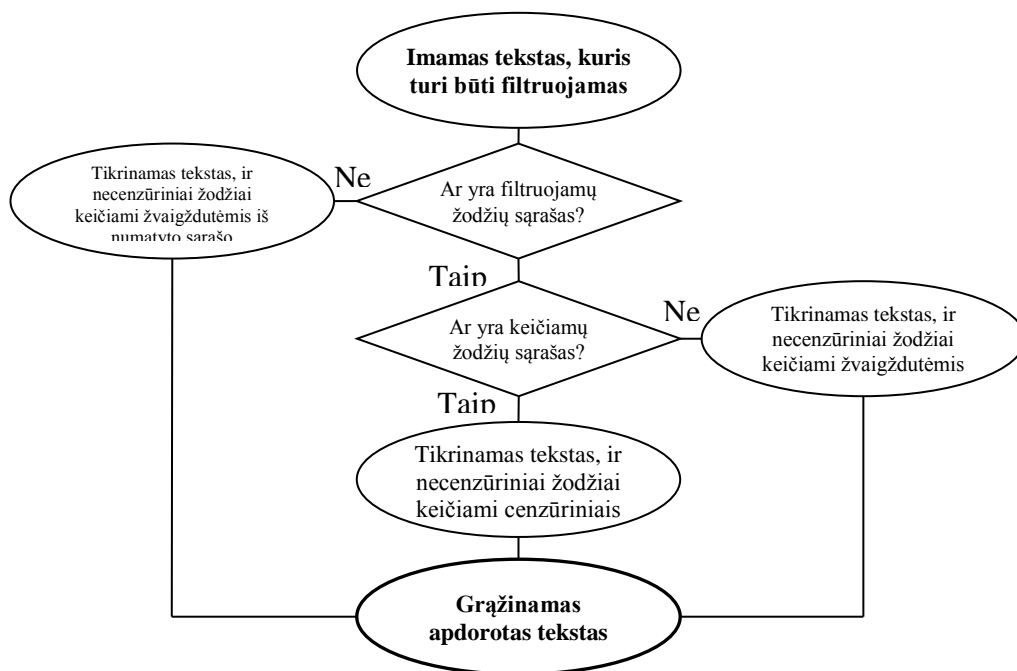 Imamas tekstas, kuris
turi būti filtruojamas
Ne
Tikrinamas tekstas, ir
necenzūriniai žodžiai
keičiami žvaigždutėmis iš
numatyto sąrašo
Ar yra filtruojamų
žodžių sąrašas?
Taip
Ar yra keičiamų
žodžių sąrašas?
Ne
Tikrinamas tekstas, ir
necenzūriniai žodžiai
keičiami žvaigždutėmis
Taip
Tikrinamas tekstas, ir
necenzūriniai žodžiai
keičiami cenzūriniais
Grąžinamas
apdorotas tekstas